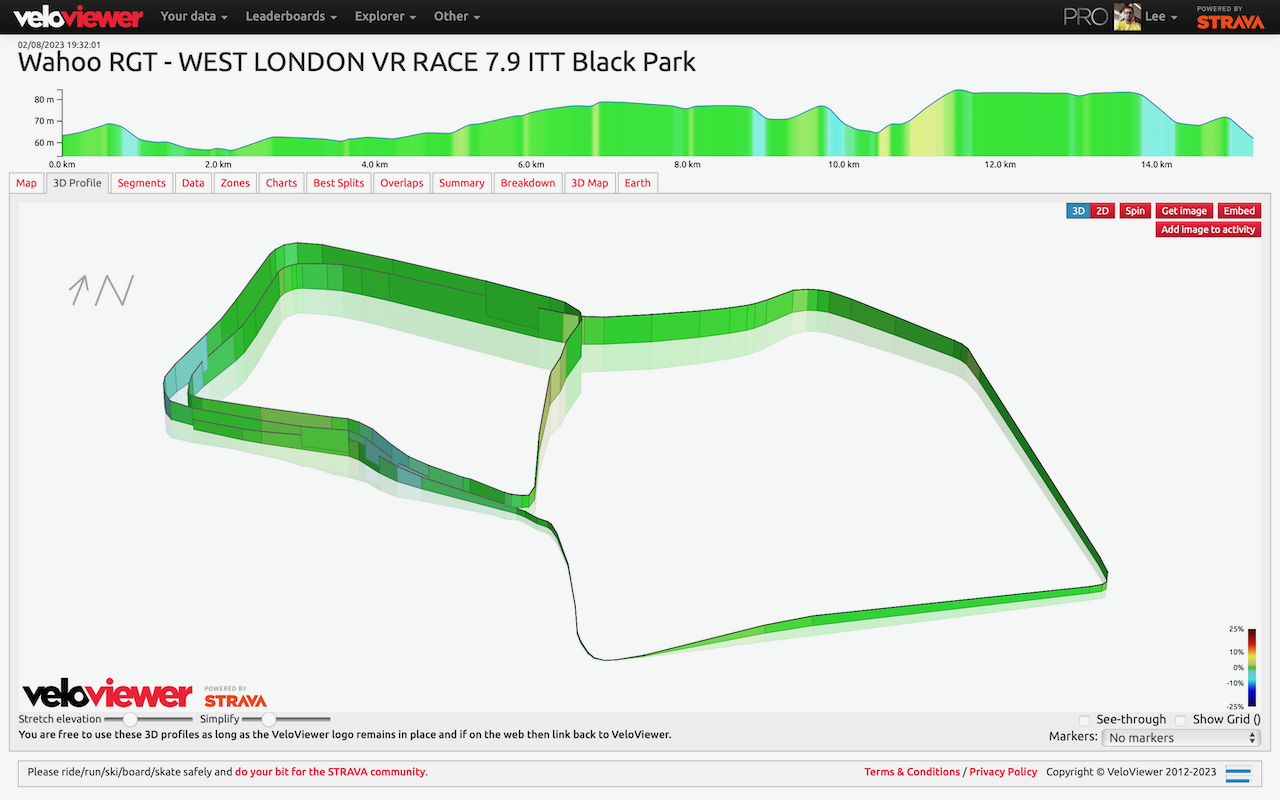 veloviewer Your data Leaderboards Explorer Other PRO Lee POWERED BY STRAVA
02/08/2023 19:32:01
Wahoo RGT - WEST LONDON VR RACE 7.9 ITT Black Park
80 m
70 m
60 m
0.0 km 2.0 km 4.0 km 6.0 km 8.0 km 10.0 km 12.0 km 14.0 km
Map 3D Profile Segments Data Zones Charts Best Splits Overlaps Summary Breakdown 3D Map Earth
3D 2D Spin Get image Embed
Add image to activity
N
25%
10%
0%
-10%
-25%
veloviewer POWERED BY STRAVA
Stretch elevation Simplify See-through Show Grid ()
You are free to use these 3D profiles as long as the VeloViewer logo remains in place and if on the web then link back to VeloViewer. Markers: No markers
Please ride/run/ski/board/skate safely and do your bit for the STRAVA community. Terms & Conditions / Privacy Policy Copyright © VeloViewer 2012-2023